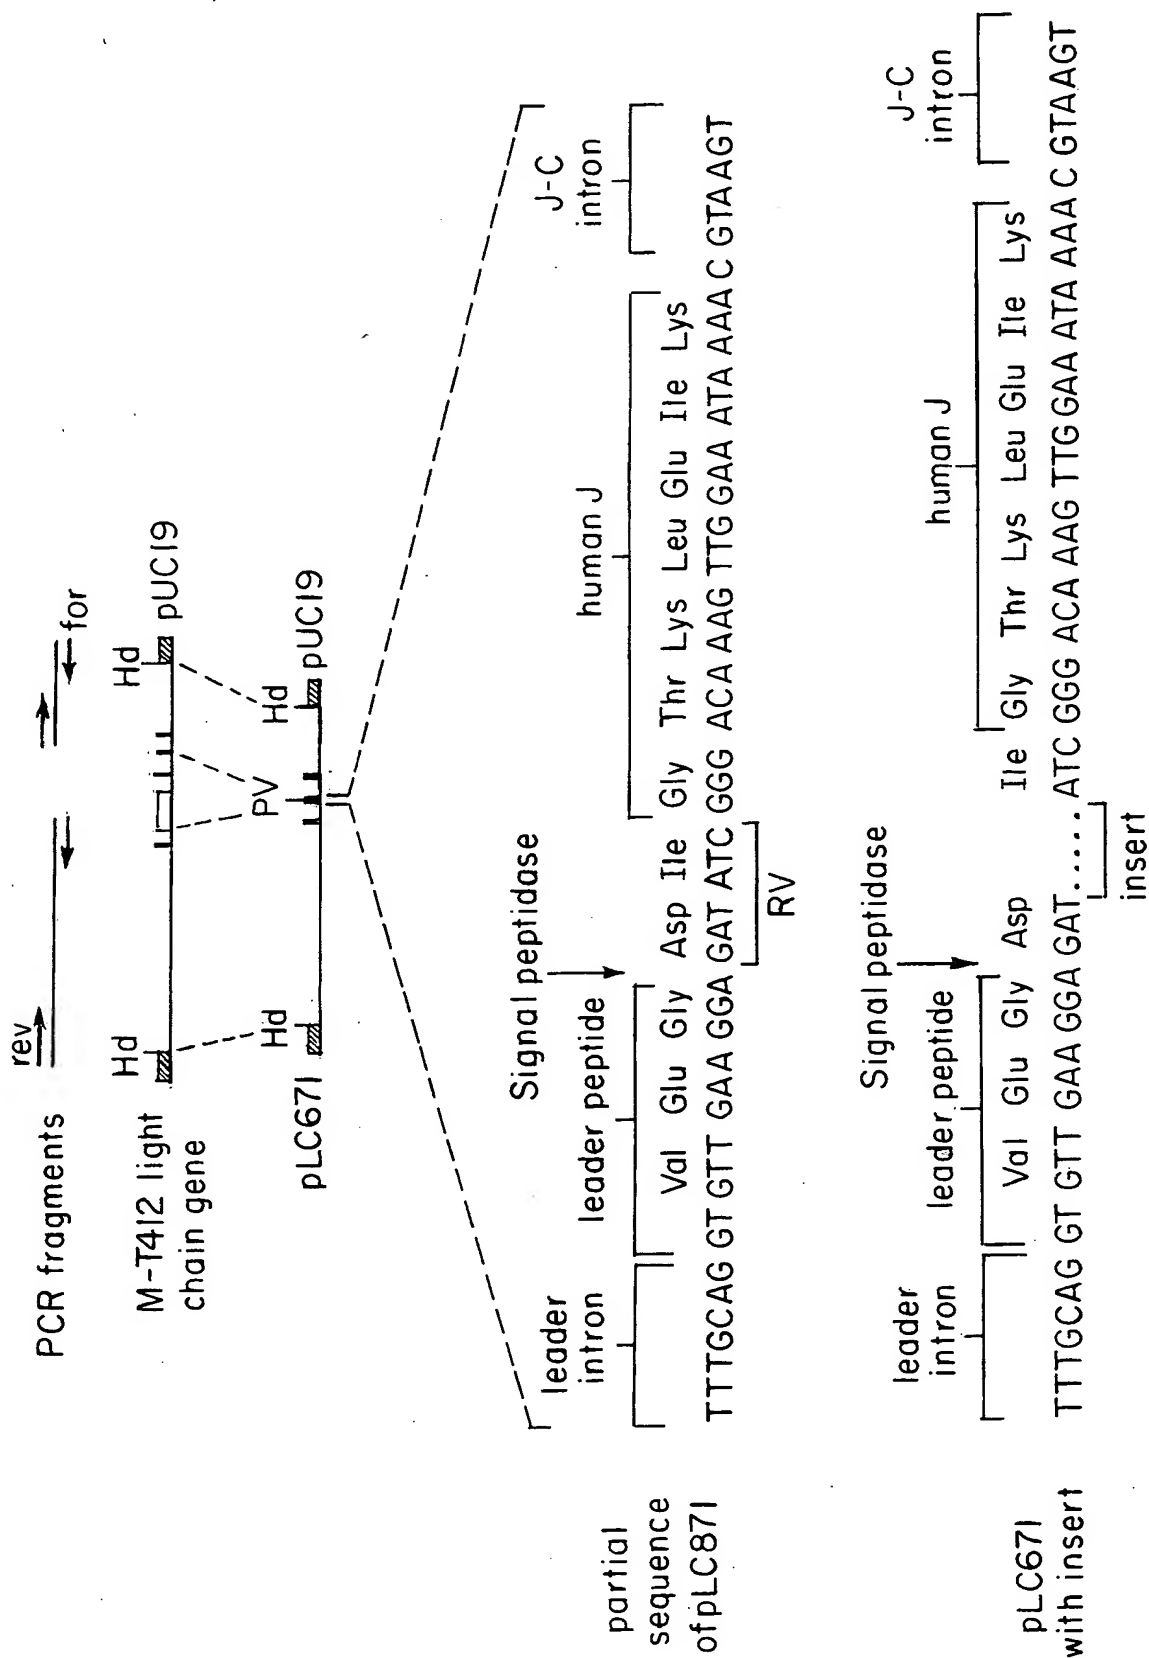 PCR fragments
rev
for
M-T412 light
chain gene
Hd
Hd
pUC19
pLC671
Hd
PV
Hd
pUC19
leader
intron
leader peptide
Signal peptidase
human J
J-C
intron
partial
sequence
ofpLC871
Val Glu Gly Asp Ile Gly Thr Lys Leu Glu Ile Lys
TTTGCAG GT GTT GAA GGA GAT ATC GGG ACA AAG TTG GAA ATA AAA C GTAAGT
RV
leader
intron
leader peptide
Signal peptidase
human J
J-C
intron
pLC671
with insert
Val Glu Gly Asp Ile Gly Thr Lys Leu Glu Ile Lys
TTTGCAG GT GTT GAA GGA GAT...... ATC GGG ACA AAG TTG GAA ATA AAA C GTAAGT
insert